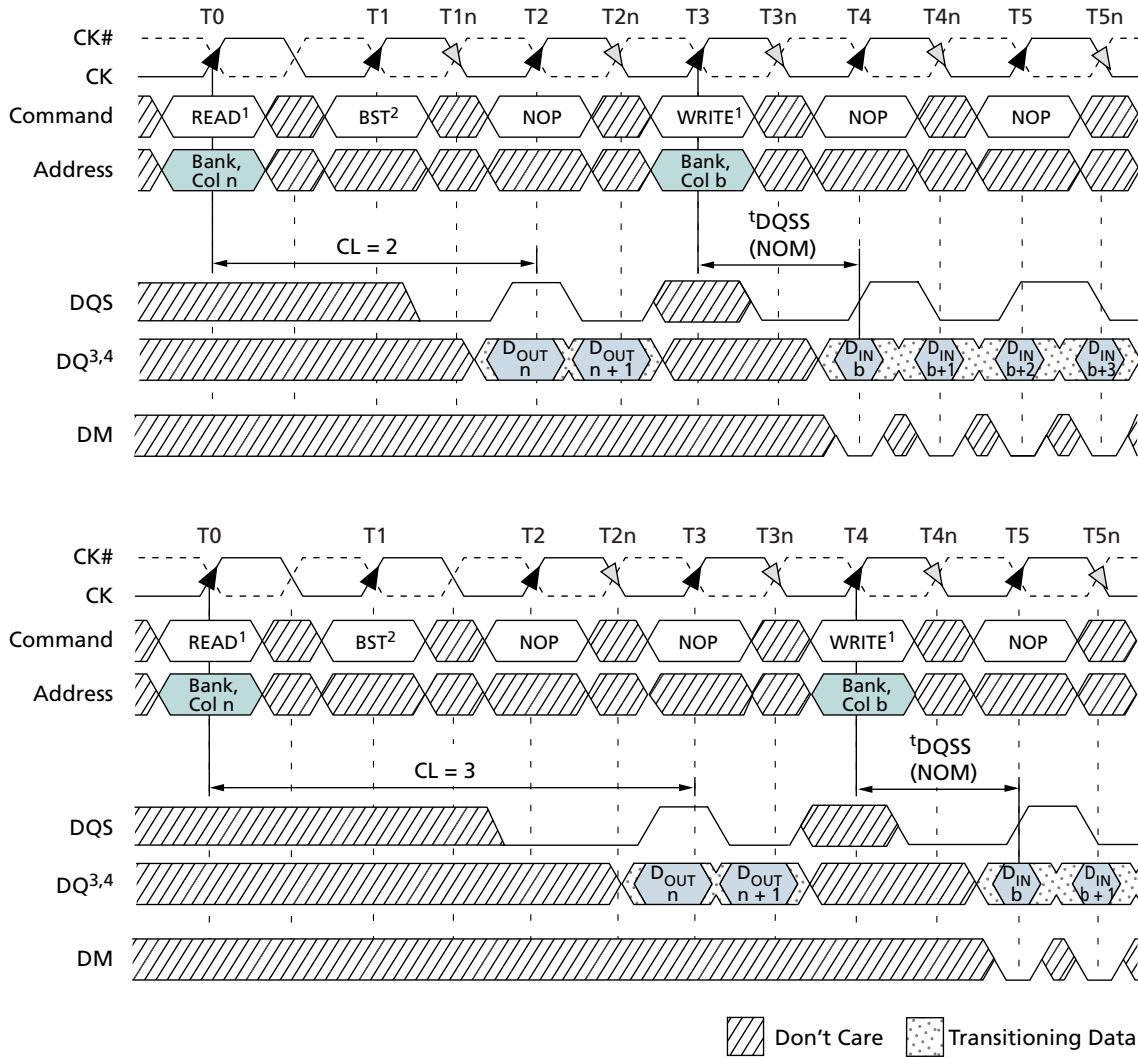 T0 T1 T1n T2 T2n T3 T3n T4 T4n T5 T5n
CK#
CK
Command READ¹ BST² NOP WRITE¹ NOP NOP
Address Bank, Col n Bank, Col b
CL = 2
tDQSS
(NOM)
DQS
DQ³,⁴ DOUT n DOUT n + 1 DIN b DIN b+1 DIN b+2 DIN b+3
DM
T0 T1 T2 T2n T3 T3n T4 T4n T5 T5n
CK#
CK
Command READ¹ BST² NOP NOP WRITE¹ NOP
Address Bank, Col n Bank, Col b
CL = 3
tDQSS
(NOM)
DQS
DQ³,⁴ DOUT n DOUT n + 1 DIN b DIN b + 1
DM
Don't Care Transitioning Data